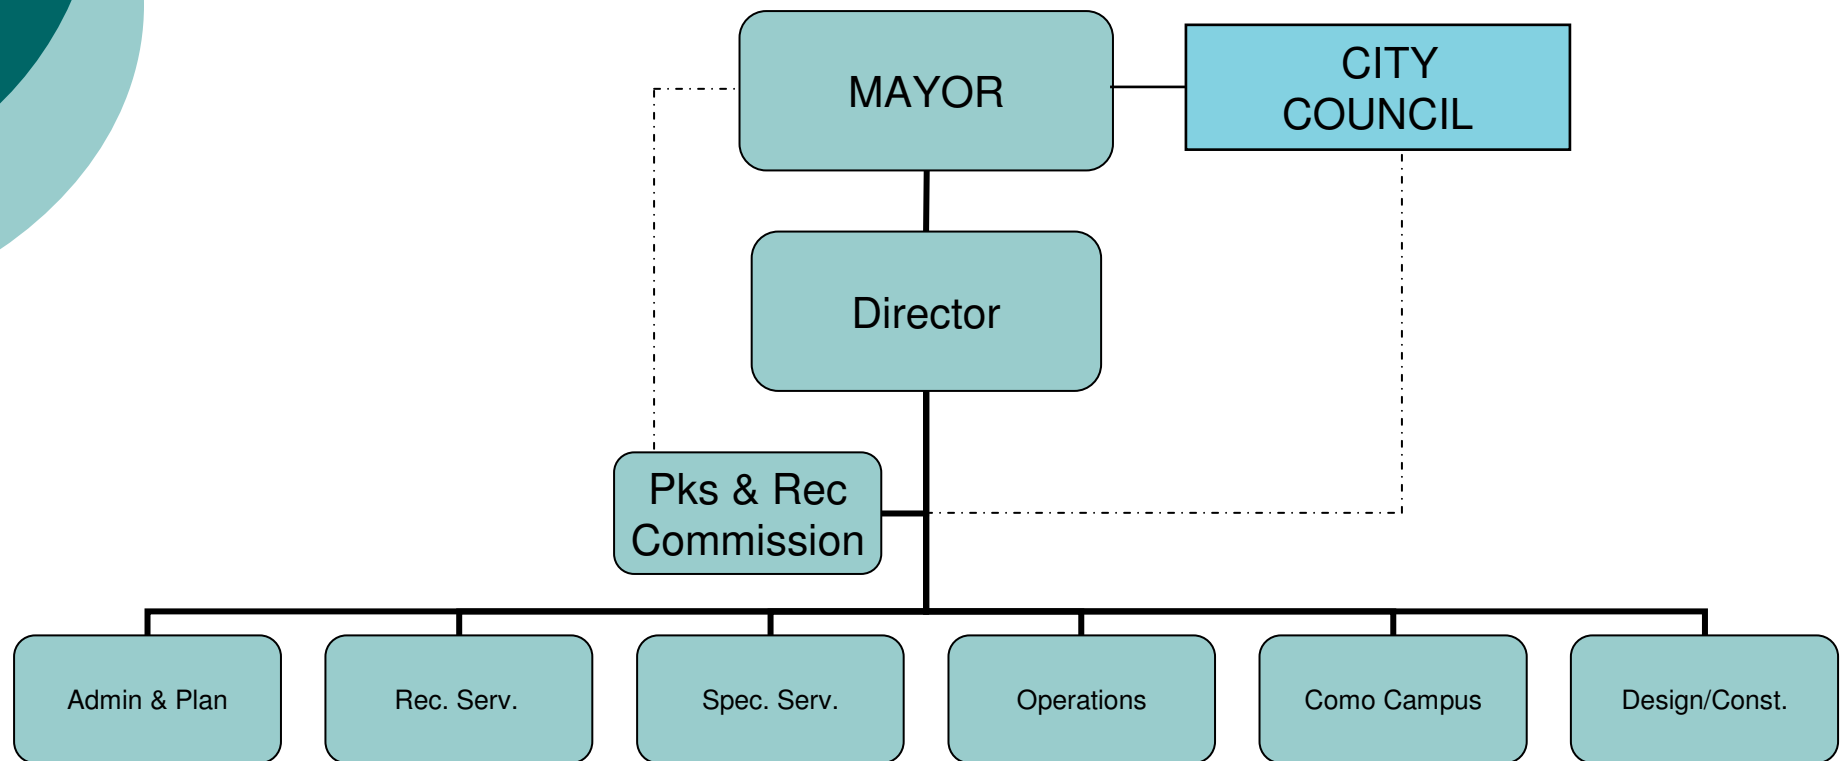 MAYOR
CITY
COUNCIL
Director
Pks & Rec
Commission
Admin & Plan
Rec. Serv.
Spec. Serv.
Operations
Como Campus
Design/Const.